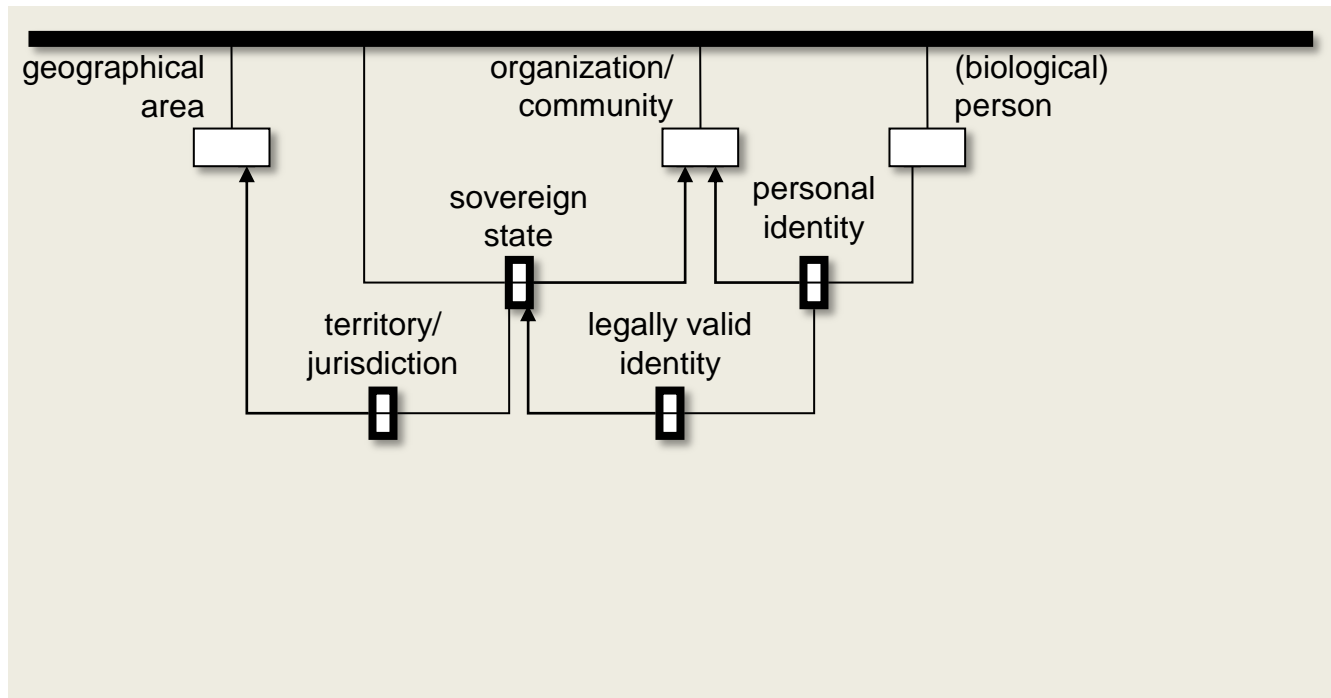 geographical
area
organization/
community
(biological)
person
sovereign
state
personal
identity
territory/
jurisdiction
legally valid
identity